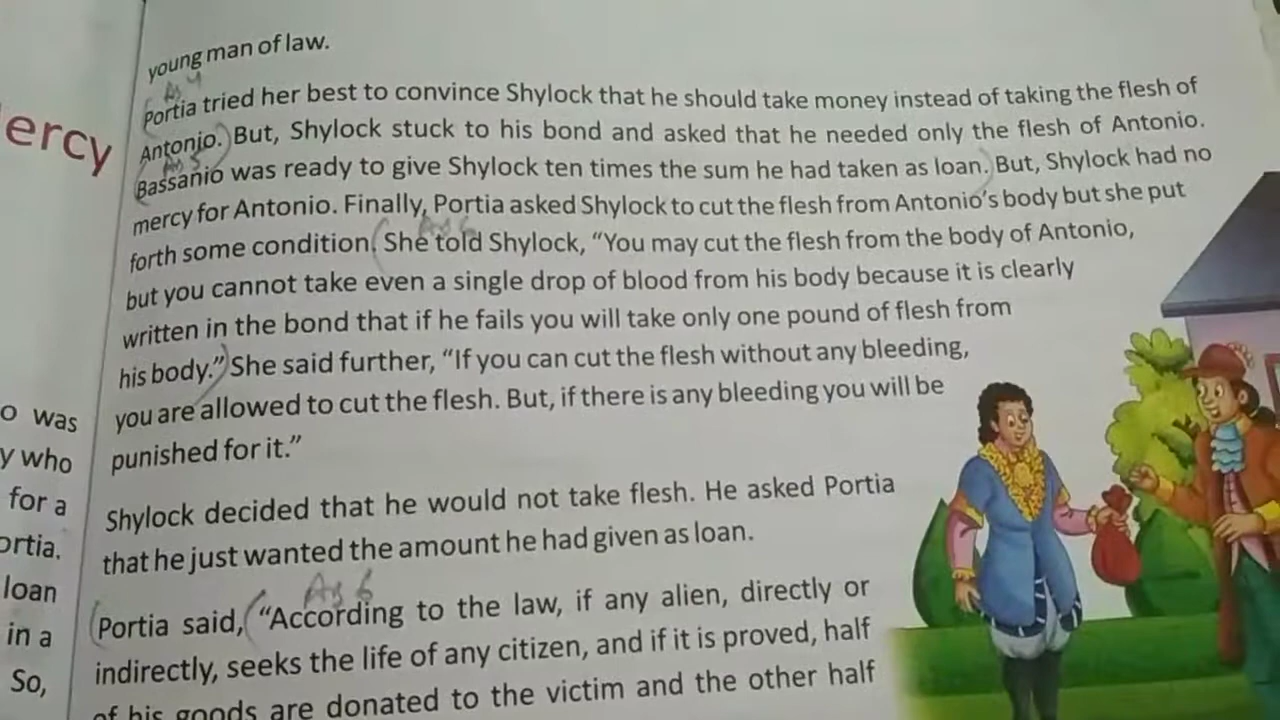 young man of law.
Portia tried her best to convince Shylock that he should take money instead of taking the flesh of
Antonio. But, Shylock stuck to his bond and asked that he needed only the flesh of Antonio.
Bassanio was ready to give Shylock ten times the sum he had taken as loan. But, Shylock had no
mercy for Antonio. Finally, Portia asked Shylock to cut the flesh from Antonio's body but she put
forth some condition. She told Shylock, “You may cut the flesh from the body of Antonio,
but you cannot take even a single drop of blood from his body because it is clearly
written in the bond that if he fails you will take only one pound of flesh from
his body.” She said further, “If you can cut the flesh without any bleeding,
you are allowed to cut the flesh. But, if there is any bleeding you will be
punished for it.”
Shylock decided that he would not take flesh. He asked Portia
that he just wanted the amount he had given as loan.
Ans 6
Portia said, “According to the law, if any alien, directly or
indirectly, seeks the life of any citizen, and if it is proved, half
of his goods are donated to the victim and the other half
ercy
o was
y who
for a
ortia.
loan
in a
So,